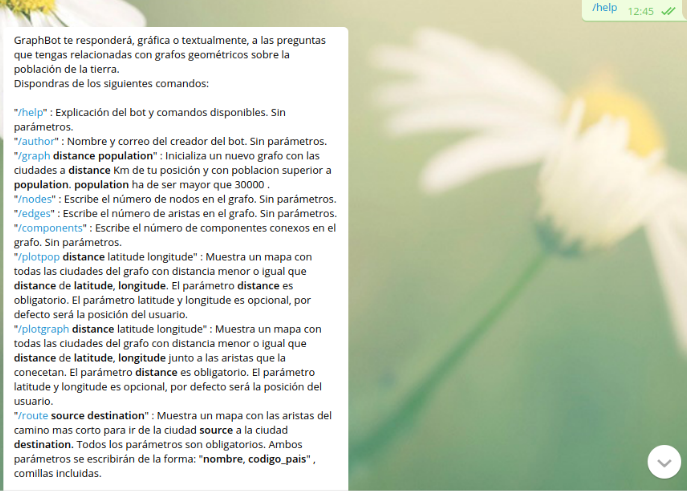 /help 12:45
GraphBot te responderá, gráfica o textualmente, a las preguntas
que tengas relacionadas con grafos geométricos sobre la
población de la tierra.
Dispondras de los siguientes comandos:
"/help" : Explicación del bot y comandos disponibles. Sin
parámetros.
"/author" : Nombre y correo del creador del bot. Sin parámetros.
"/graph distance population" : Inicializa un nuevo grafo con las
ciudades a distance Km de tu posición y con poblacion superior a
population. population ha de ser mayor que 30000 .
"/nodes" : Escribe el número de nodos en el grafo. Sin parámetros.
"/edges" : Escribe el número de aristas en el grafo. Sin parámetros.
"/components" : Escribe el número de componentes conexos en el
grafo. Sin parámetros.
"/plotpop distance latitude longitude" : Muestra un mapa con
todas las ciudades del grafo con distancia menor o igual que
distance de latitude, longitude. El parámetro distance es
obligatorio. El parámetro latitude y longitude es opcional, por
defecto será la posición del usuario.
"/plotgraph distance latitude longitude" : Muestra un mapa con
todas las ciudades del grafo con distancia menor o igual que
distance de latitude, longitude junto a las aristas que la
conecetan. El parámetro distance es obligatorio. El parámetro
latitude y longitude es opcional, por defecto será la posición del
usuario.
"/route source destination" : Muestra un mapa con las aristas del
camino mas corto para ir de la ciudad source a la ciudad
destination. Todos los parámetros son obligatorios. Ambos
parámetros se escribirán de la forma: "nombre, codigo_pais" ,
comillas incluidas.